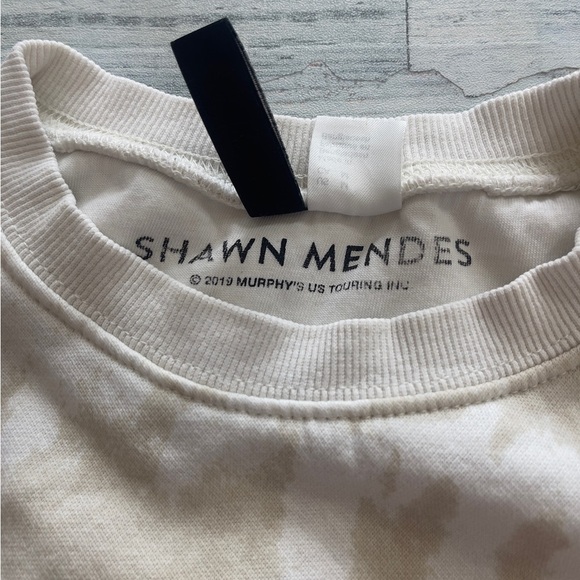 SHAWN MENDES
© 2019 MURPHY'S US TOURING INC